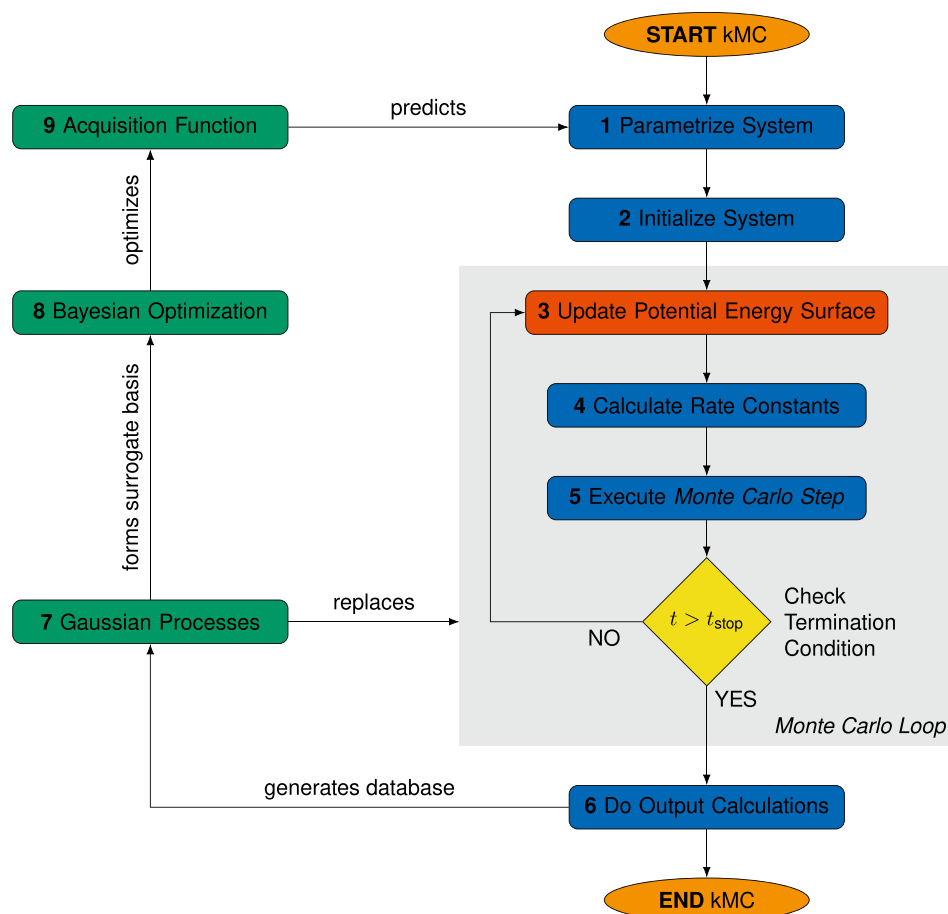 START kMC
predicts
9 Acquisition Function
1 Parametrize System
optimizes
2 Initialize System
8 Bayesian Optimization
3 Update Potential Energy Surface
forms surrogate basis
4 Calculate Rate Constants
5 Execute Monte Carlo Step
replaces
7 Gaussian Processes
t > t_stop
Check
Termination
Condition
NO
YES
Monte Carlo Loop
generates database
6 Do Output Calculations
END kMC